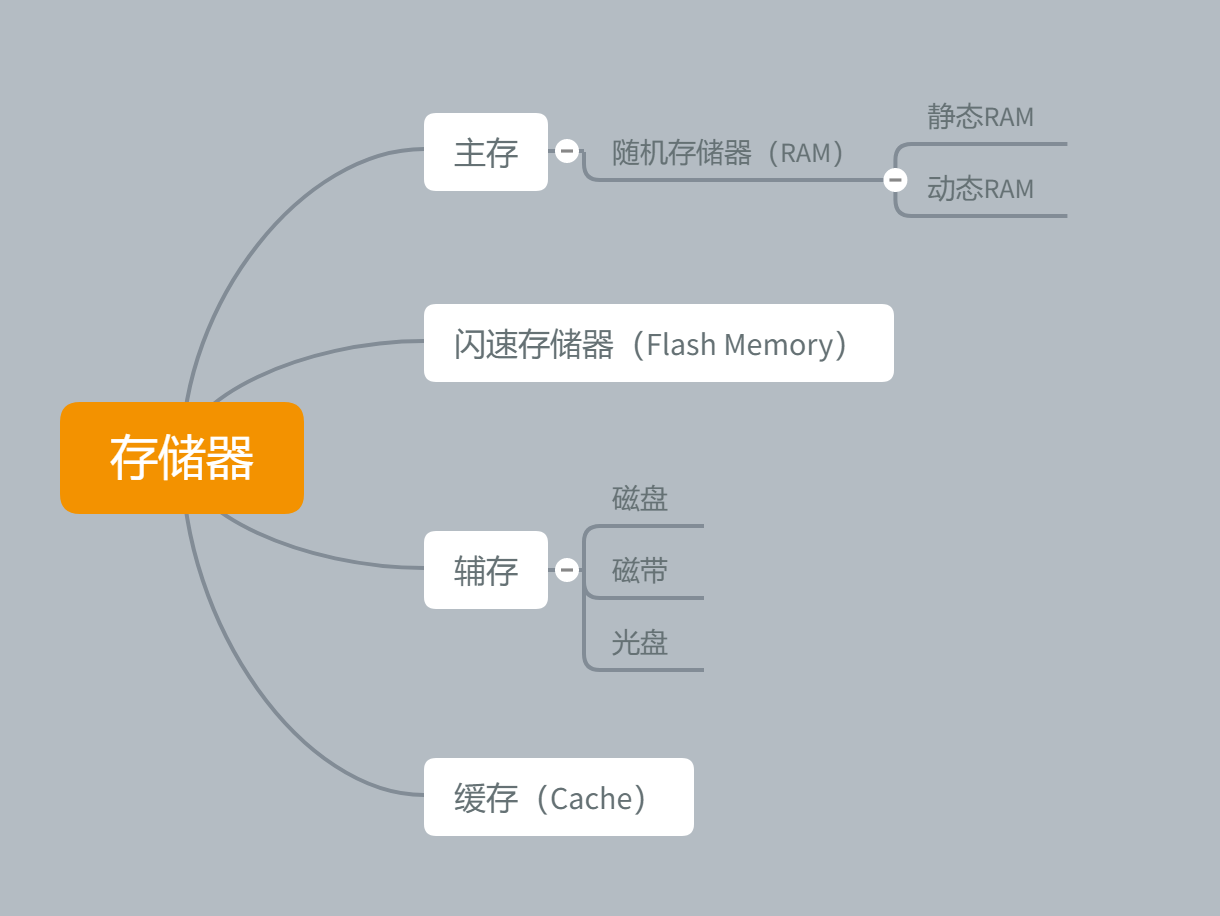 存储器
主存
随机存储器（RAM）
静态RAM
动态RAM
闪速存储器（Flash Memory）
辅存
磁盘
磁带
光盘
缓存（Cache）